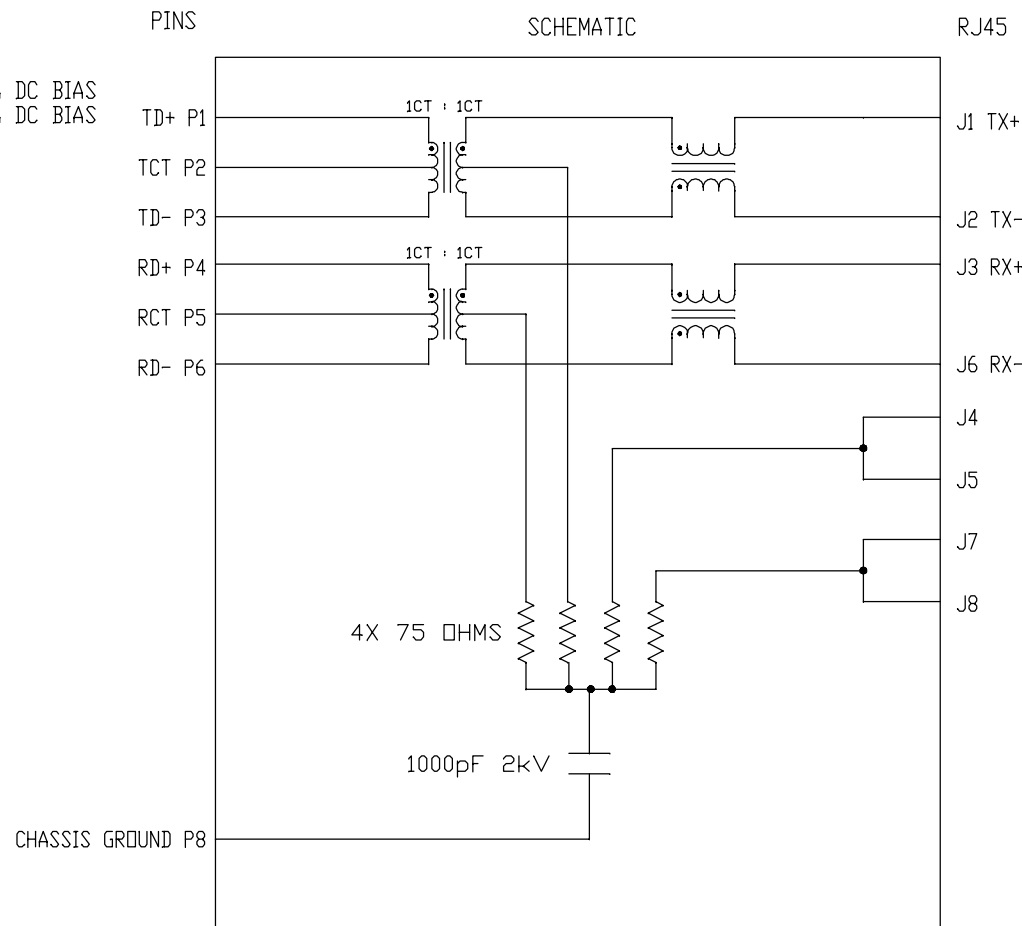 PINS
SCHEMATIC
RJ45
DC BIAS
DC BIAS
1CT : 1CT
TD+ P1
J1 TX+
TCT P2
TD- P3
J2 TX-
1CT : 1CT
RD+ P4
J3 RX+
RCT P5
RD- P6
J6 RX-
J4
J5
J7
J8
4X 75 OHMS
1000pF 2kV
CHASSIS GROUND P8